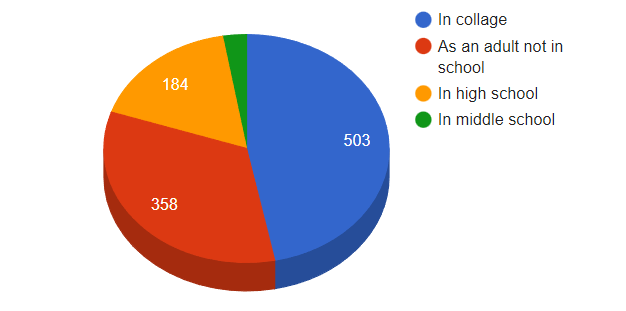 In collage
As an adult not in
school
In high school
In middle school
184
503
358